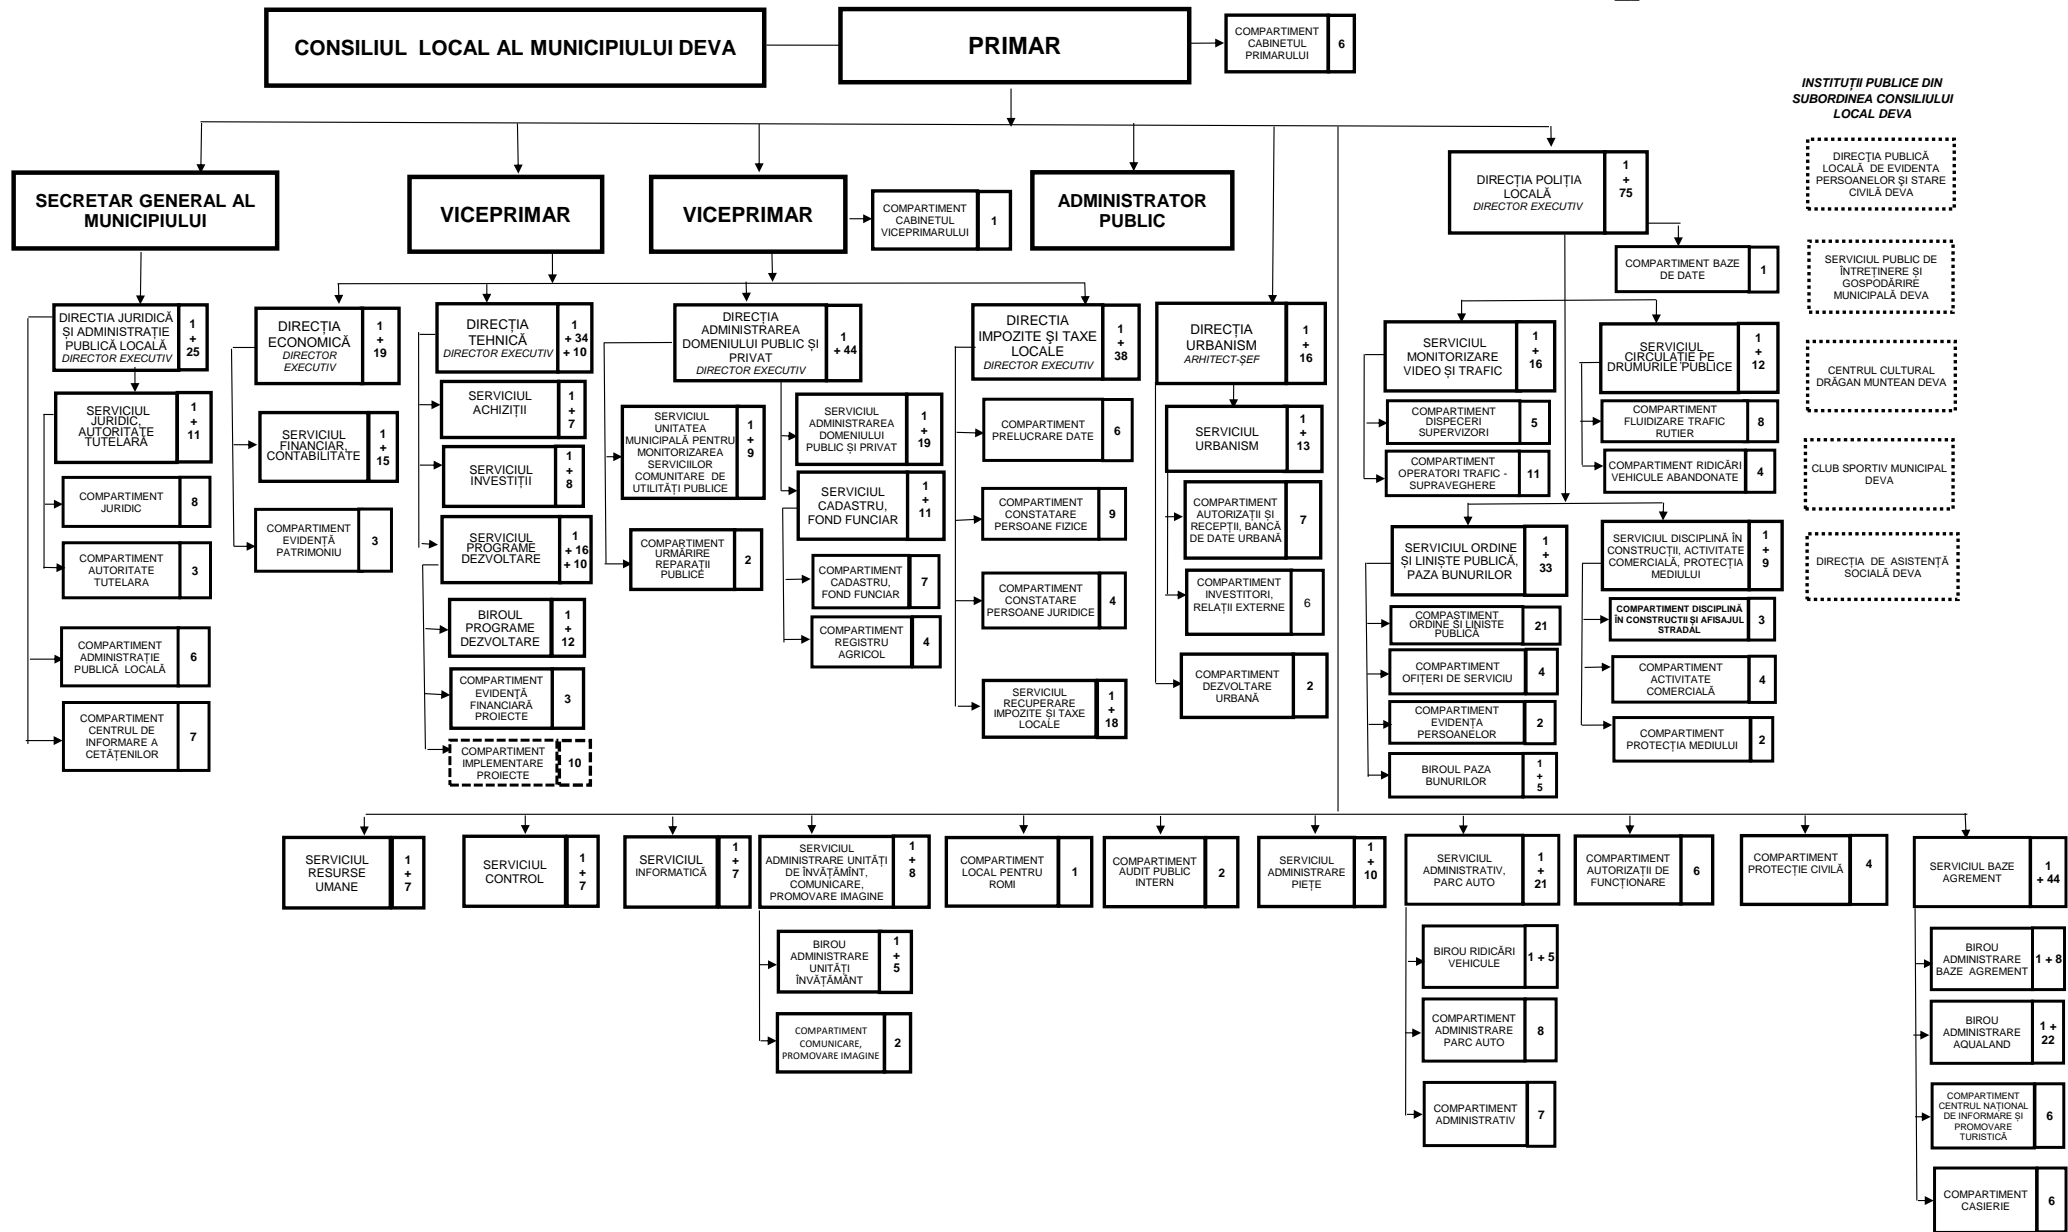 CONSILIUL LOCAL AL MUNICIPIULUI DEVA
PRIMAR
COMPARTIMENT
CABINETUL
PRIMARULUI
6
INSTITUȚII PUBLICE DIN
SUBORDINEA CONSILIULUI
LOCAL DEVA
DIRECŢIA PUBLICĂ
LOCALĂ DE EVIDENTA
PERSOANELOR ŞI STARE
CIVILĂ DEVA
SERVICIUL PUBLIC DE
ÎNTREȚINERE ȘI
GOSPODĂRIRE
MUNICIPALĂ DEVA
CENTRUL CULTURAL
DRĂGAN MUNTEAN DEVA
CLUB SPORTIV MUNICIPAL
DEVA
DIRECȚIA DE ASISTENȚĂ
SOCIALĂ DEVA
SECRETAR GENERAL AL
MUNICIPIULUI
VICEPRIMAR
VICEPRIMAR
COMPARTIMENT
CABINETUL
VICEPRIMARULUI
1
ADMINISTRATOR
PUBLIC
DIRECȚIA POLIȚIA
LOCALĂ
DIRECTOR EXECUTIV
1
+
75
COMPARTIMENT BAZE
DE DATE
1
DIRECTIA JURIDICĂ
ȘI ADMINISTRAȚIE
PUBLICĂ LOCALĂ
DIRECTOR EXECUTIV
1
+
25
SERVICIUL
JURIDIC,
AUTORITATE
TUTELARĂ
1
+
11
COMPARTIMENT
JURIDIC
8
COMPARTIMENT
AUTORITATE
TUTELARA
3
COMPARTIMENT
ADMINISTRAȚIE
PUBLICĂ LOCALĂ
6
COMPARTIMENT
CENTRUL DE
INFORMARE A
CETĂȚENILOR
7
DIRECȚIA
ECONOMICĂ
DIRECTOR
EXECUTIV
1
+
19
SERVICIUL
FINANCIAR,
CONTABILITATE
1
+
15
COMPARTIMENT
EVIDENȚĂ
PATRIMONIU
3
DIRECȚIA
TEHNICĂ
DIRECTOR EXECUTIV
1
+ 34
+ 10
SERVICIUL
ACHIZIȚII
1
+
7
SERVICIUL
INVESTIȚII
1
+
8
SERVICIUL
PROGRAME
DEZVOLTARE
1
+ 16
+ 10
BIROUL
PROGRAME
DEZVOLTARE
1
+
12
COMPARTIMENT
EVIDENŢĂ
FINANCIARĂ
PROIECTE
3
COMPARTIMENT
IMPLEMENTARE
PROIECTE
10
DIRECȚIA
ADMINISTRAREA
DOMENIULUI PUBLIC ȘI
PRIVAT
DIRECTOR EXECUTIV
1
+ 44
SERVICIUL
UNITATEA
MUNICIPALĂ PENTRU
MONITORIZAREA
SERVICIILOR
COMUNITARE DE
UTILITĂȚI PUBLICE
1
+
9
COMPARTIMENT
URMĂRIRE
REPARAȚII
PUBLICE
2
SERVICIUL
ADMINISTRAREA
DOMENIULUI
PUBLIC ȘI PRIVAT
1
+
19
SERVICIUL
CADASTRU,
FOND FUNCIAR
1
+
11
COMPARTIMENT
CADASTRU,
FOND FUNCIAR
7
COMPARTIMENT
REGISTRU
AGRICOL
4
DIRECTIA
IMPOZITE ŞI TAXE
LOCALE
DIRECTOR EXECUTIV
1
+
38
COMPARTIMENT
PRELUCRARE DATE
6
COMPARTIMENT
CONSTATARE
PERSOANE FIZICE
9
COMPARTIMENT
CONSTATARE
PERSOANE JURIDICE
4
SERVICIUL
RECUPERARE
IMPOZITE ȘI TAXE
LOCALE
1
+
18
DIRECȚIA
URBANISM
ARHITECT-ȘEF
1
+
16
SERVICIUL
URBANISM
1
+
13
COMPARTIMENT
AUTORIZAȚII ȘI
RECEPȚII, BANCĂ
DE DATE URBANĂ
7
COMPARTIMENT
INVESTITORI,
RELAȚII EXTERNE
6
COMPARTIMENT
DEZVOLTARE
URBANĂ
2
SERVICIUL
MONITORIZARE
VIDEO ȘI TRAFIC
1
+
16
COMPARTIMENT
DISPECERI
SUPERVIZORI
5
COMPARTIMENT
OPERATORI TRAFIC -
SUPRAVEGHERE
11
SERVICIUL
CIRCULAȚIE PE
DRUMURILE PUBLICE
1
+
12
COMPARTIMENT
FLUIDIZARE TRAFIC
RUTIER
8
COMPARTIMENT RIDICĂRI
VEHICULE ABANDONATE
4
SERVICIUL ORDINE
ȘI LINIȘTE PUBLICĂ,
PAZA BUNURILOR
1
+
33
COMPASTIMENT
ORDINE SI LINISTE
PUBLICĂ
21
COMPARTIMENT
OFIȚERI DE SERVICIU
4
COMPARTIMENT
EVIDENȚA
PERSOANELOR
2
BIROUL PAZA
BUNURILOR
1
+
5
SERVICIUL DISCIPLINĂ ÎN
CONSTRUCȚII, ACTIVITATE
COMERCIALĂ, PROTECȚIA
MEDIULUI
1
+
9
COMPARTIMENT DISCIPLINĂ
ÎN CONSTRUCTII ȘI AFISAJUL
STRADAL
3
COMPARTIMENT
ACTIVITATE
COMERCIALĂ
4
COMPARTIMENT
PROTECȚIA MEDIULUI
2
SERVICIUL
RESURSE
UMANE
1
+
7
SERVICIUL
CONTROL
1
+
7
SERVICIUL
INFORMATICĂ
1
+
7
SERVICIUL
ADMINISTRARE UNITĂȚI
DE ÎNVĂȚĂMÎNT,
COMUNICARE,
PROMOVARE IMAGINE
1
+
8
BIROU
ADMINISTRARE
UNITĂȚI
ÎNVĂȚĂMÂNT
1
+
5
COMPARTIMENT
COMUNICARE,
PROMOVARE IMAGINE
2
COMPARTIMENT
LOCAL PENTRU
ROMI
1
COMPARTIMENT
AUDIT PUBLIC
INTERN
2
SERVICIUL
ADMINISTRARE
PIEȚE
1
+
10
SERVICIUL
ADMINISTRATIV,
PARC AUTO
1
+
21
BIROU RIDICĂRI
VEHICULE
1 + 5
COMPARTIMENT
ADMINISTRARE
PARC AUTO
8
COMPARTIMENT
ADMINISTRATIV
7
COMPARTIMENT
AUTORIZAȚII DE
FUNCȚIONARE
6
COMPARTIMENT
PROTECȚIE CIVILĂ
4
SERVICIUL BAZE
AGREMENT
1
+ 44
BIROU
ADMINISTRARE
BAZE AGREMENT
1 + 8
BIROU
ADMINISTRARE
AQUALAND
1 +
22
COMPARTIMENT
CENTRUL NAȚIONAL
DE INFORMARE ȘI
PROMOVARE
TURISTICĂ
6
COMPARTIMENT
CASIERIE
6